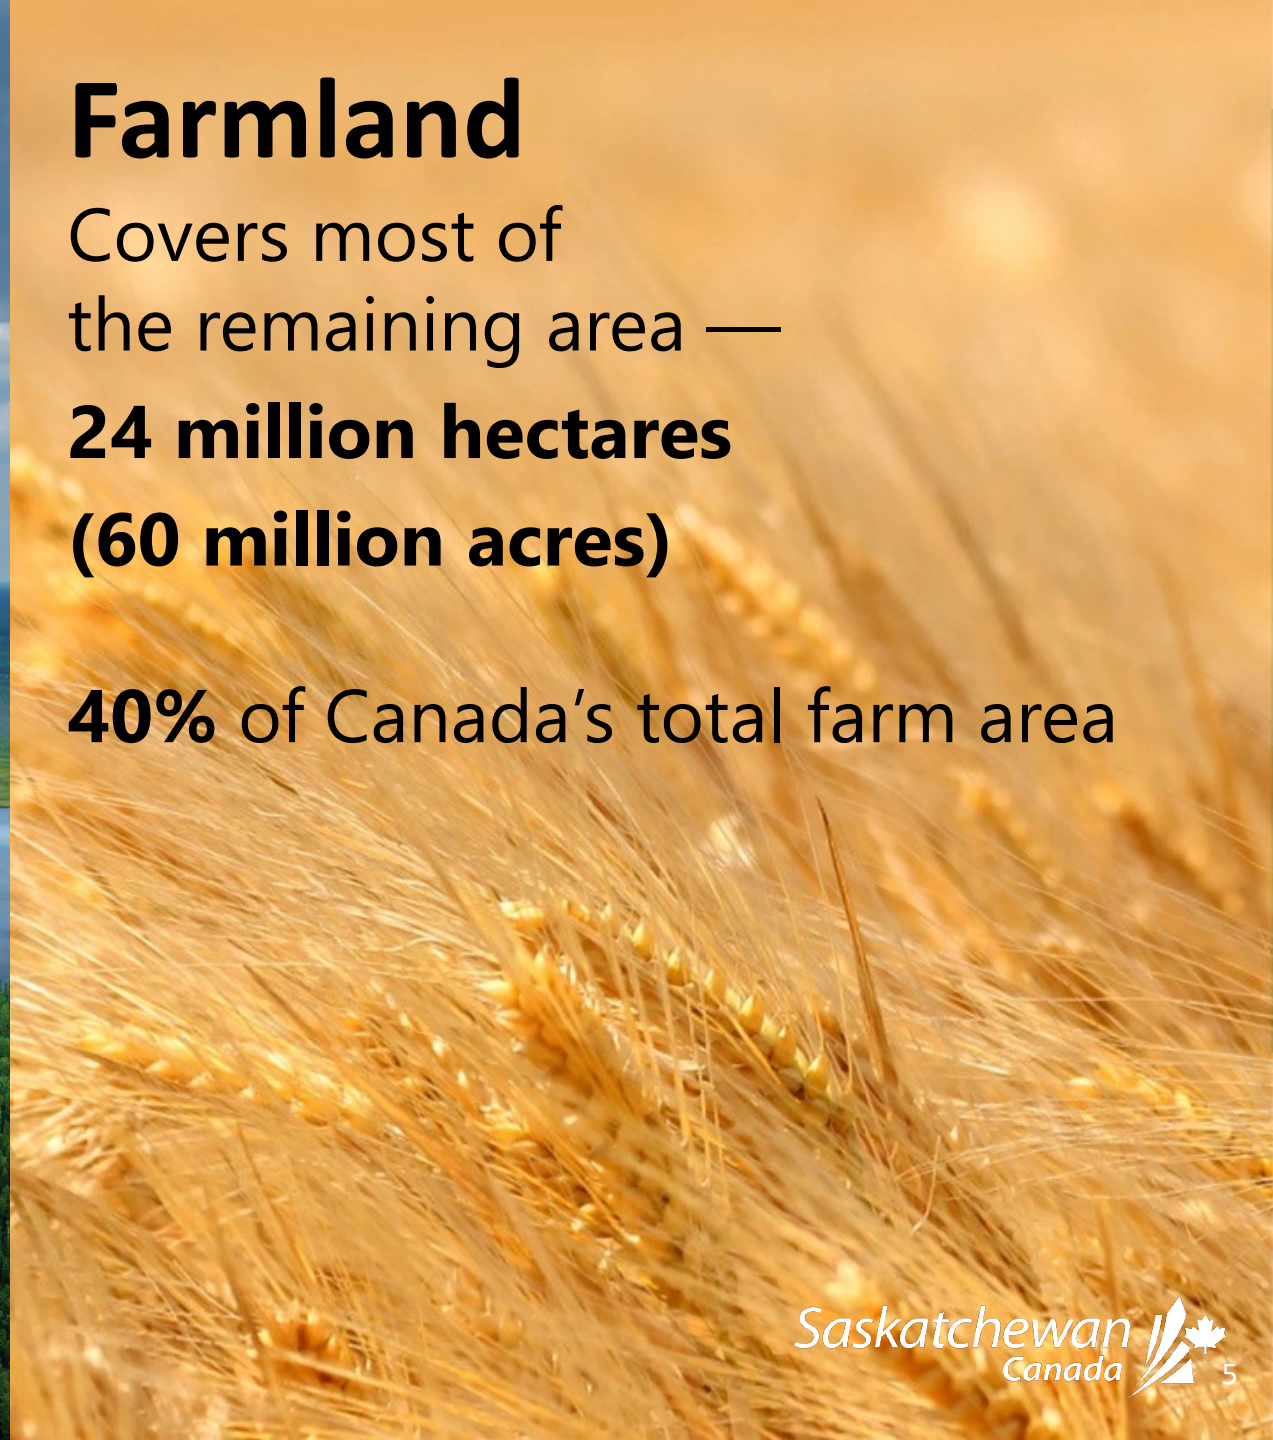 Farmland
Covers most of
the remaining area —
24 million hectares
(60 million acres)
40% of Canada’s total farm area
Saskatchewan
Canada
5